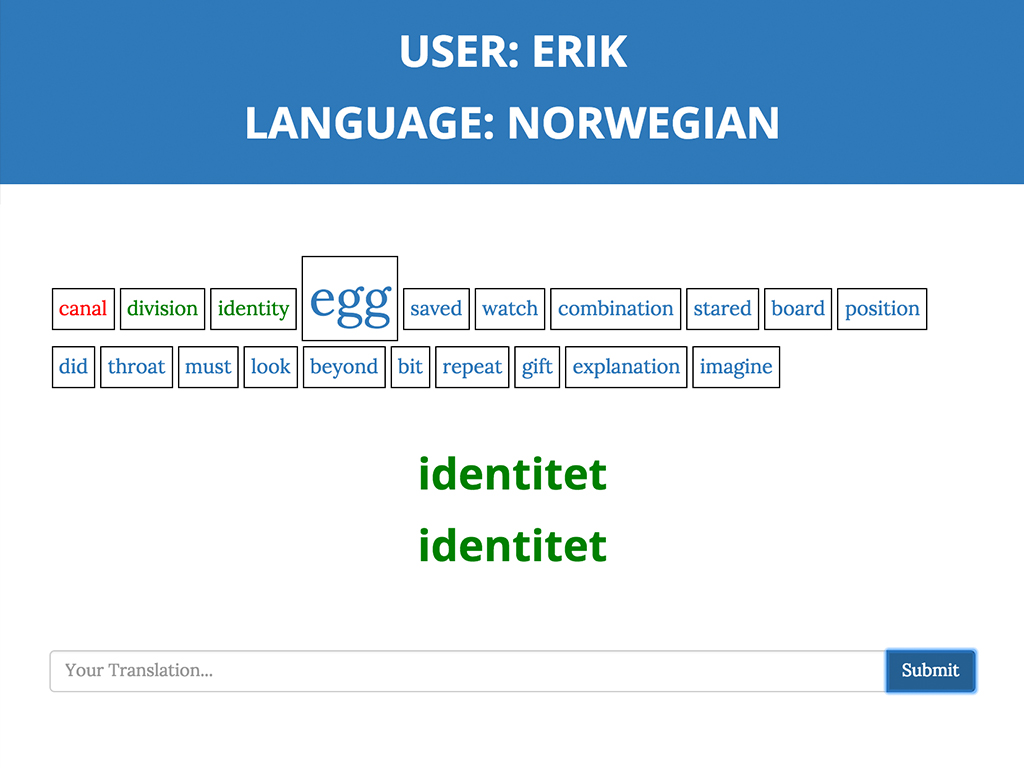 USER: ERIK
LANGUAGE: NORWEGIAN
canal division identity egg saved watch combination stared board position
did throat must look beyond bit repeat gift explanation imagine
identitet
identitet
Your Translation... Submit